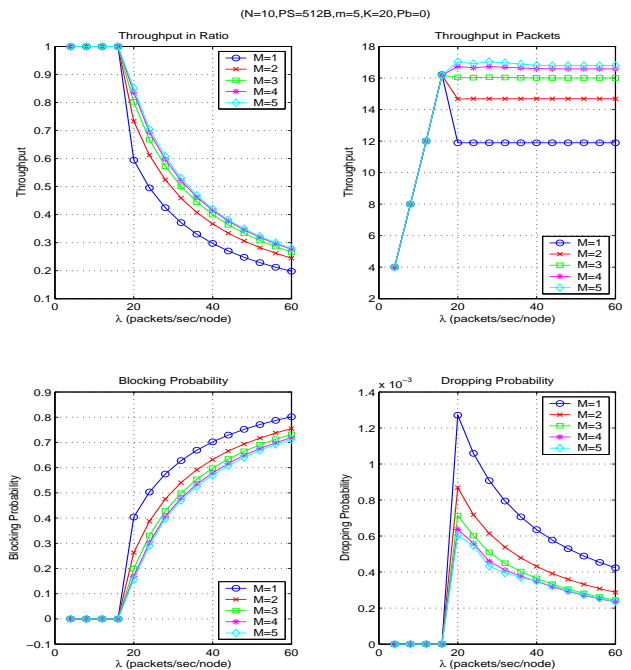 (N=10,PS=512B,m=5,K=20,Pb=0)
Throughput in Ratio
1
0.9
0.8
0.7
0.6
0.5
0.4
0.3
0.2
0.1
0 20 40 60
Throughput
λ (packets/sec/node)
M=1
M=2
M=3
M=4
M=5
Throughput in Packets
18
16
14
12
10
8
6
4
2
0 20 40 60
Throughput
λ (packets/sec/node)
M=1
M=2
M=3
M=4
M=5
Blocking Probability
0.9
0.8
0.7
0.6
0.5
0.4
0.3
0.2
0.1
0
−0.1
0 20 40 60
Blocking Probability
λ (packets/sec/node)
M=1
M=2
M=3
M=4
M=5
Dropping Probability
x 10⁻³
1.4
1.2
1
0.8
0.6
0.4
0.2
0
0 20 40 60
Dropping Probability
λ (packets/sec/node)
M=1
M=2
M=3
M=4
M=5